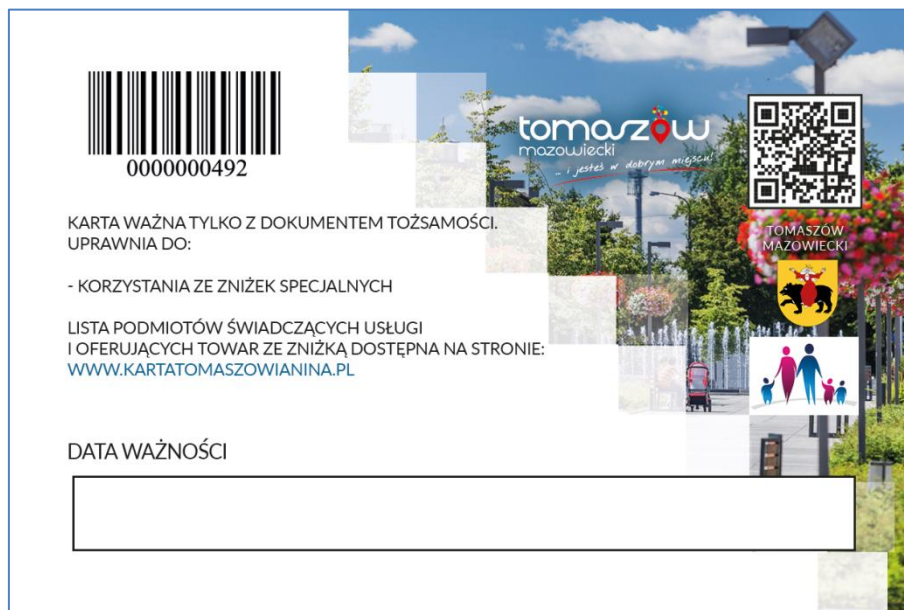 0000000492
KARTA WAŻNA TYLKO Z DOKUMENTEM TOŻSAMOŚCI.
UPRAWNIA DO:
- KORZYSTANIA ZE ZNIŻEK SPECJALNYCH
LISTA PODMIOTÓW ŚWIADCZĄCYCH USŁUGI
I OFERUJĄCYCH TOWAR ZE ZNIŻKĄ DOSTĘPNA NA STRONIE:
WWW.KARTATOMASZOWIANINA.PL
DATA WAŻNOŚCI
tomaszów
mazowiecki
... i jesteś w dobrym miejscu!
TOMASZÓW
MAZOWIECKI